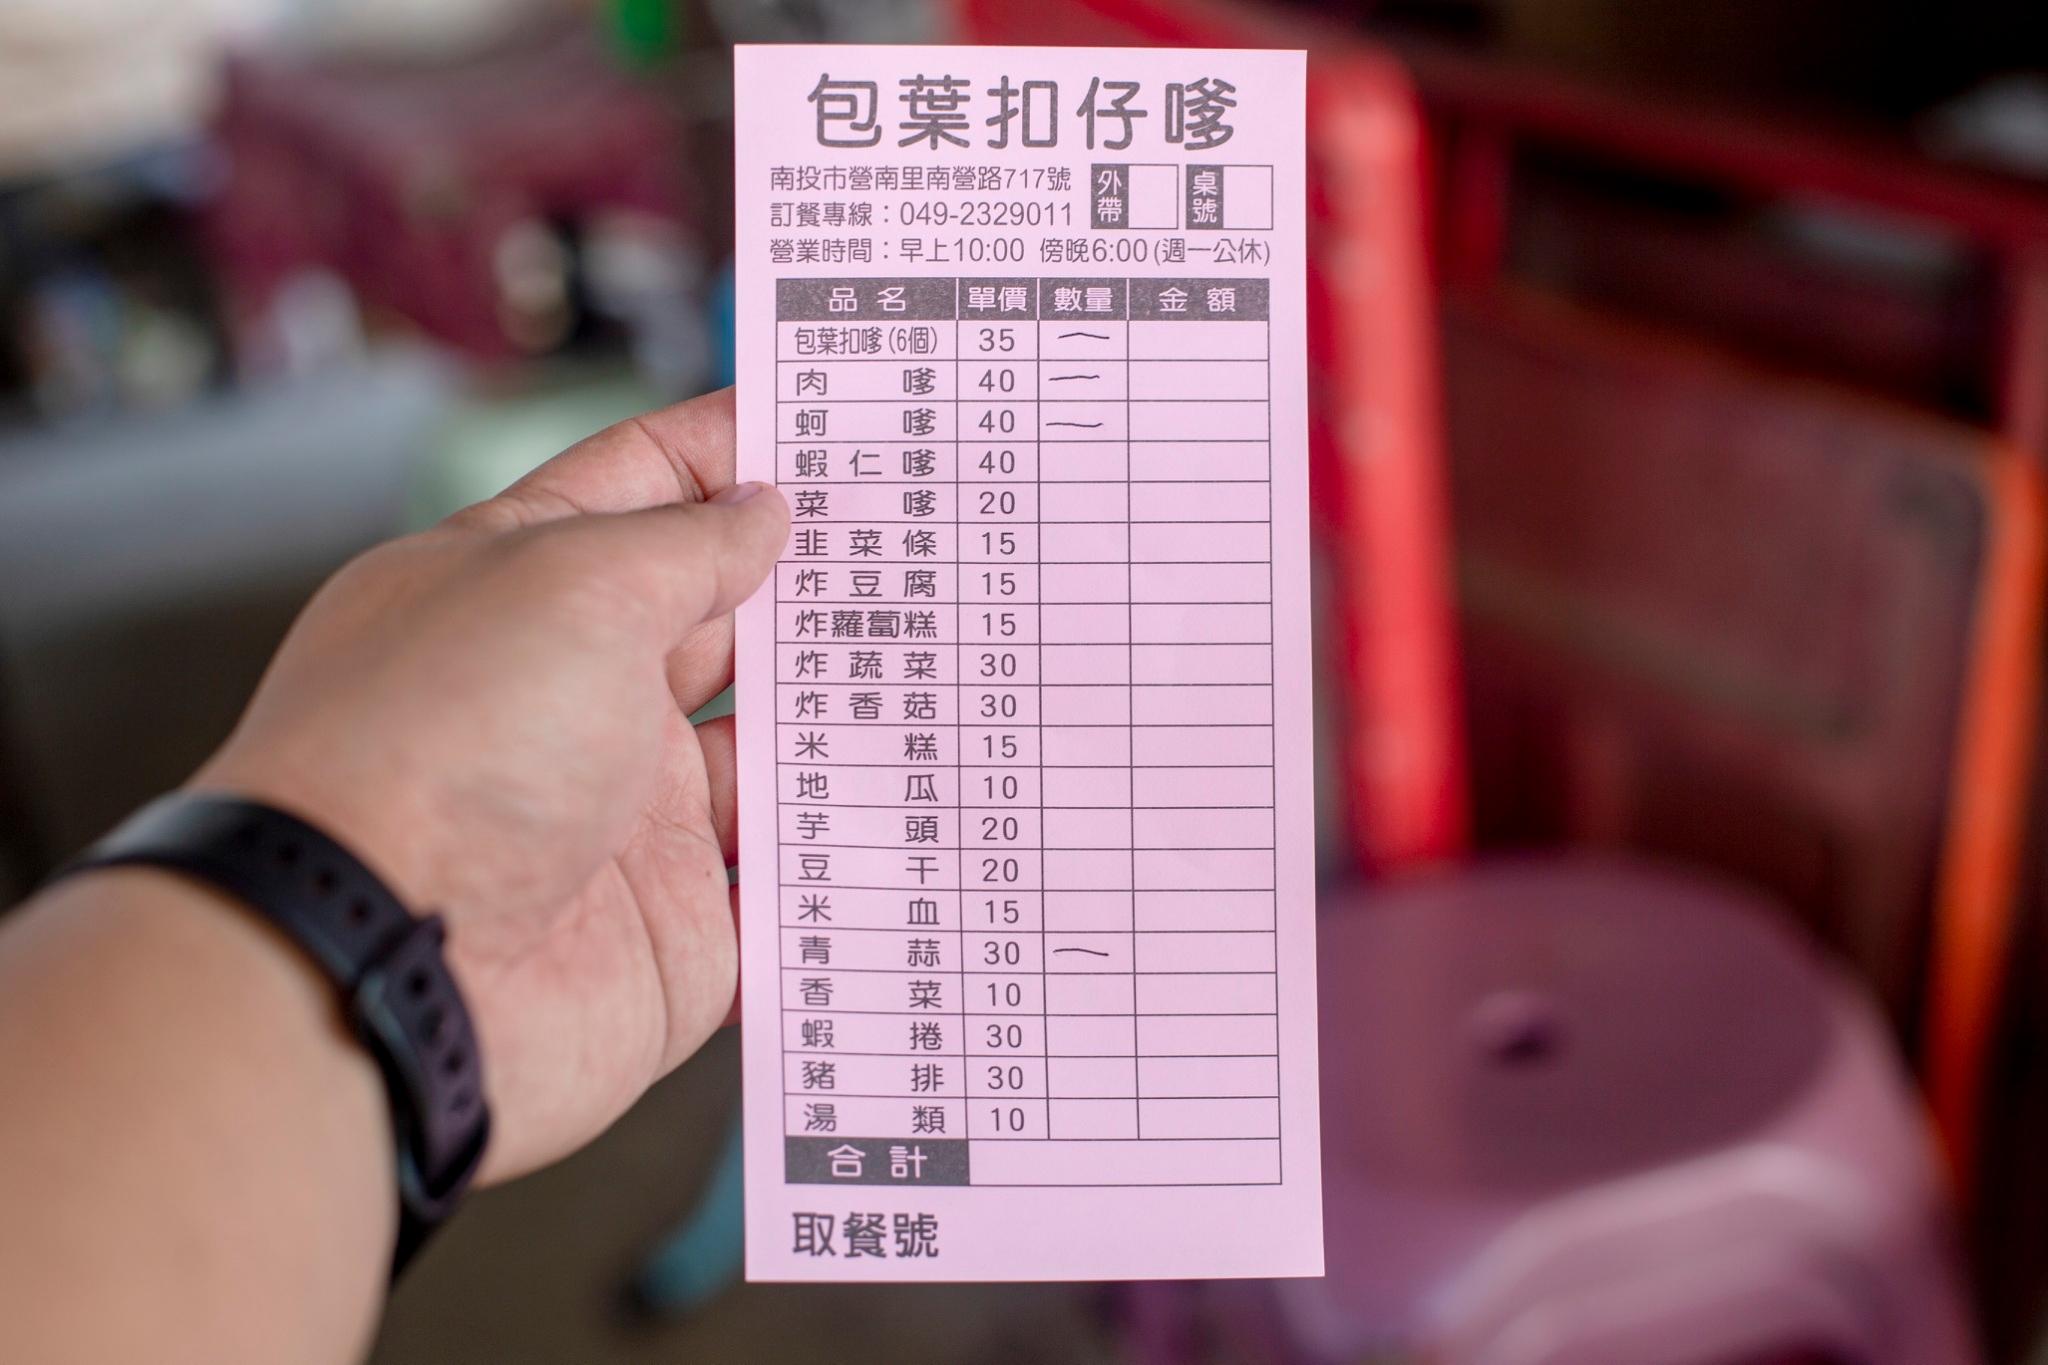 包葉扣仔嗲
南投市營南里南營路717號
外帶
桌號
訂餐專線：049-2329011
營業時間：早上10:00 傍晚6:00(週一公休)
品名 單價 數量 金額
包葉扣嗲(6個) 35 一
肉嗲 40 一
蚵嗲 40 一
蝦仁嗲 40
菜嗲 20
韭菜條 15
炸豆腐 15
炸蘿蔔糕 15
炸蔬菜 30
炸香菇 30
米糕 15
地瓜 10
芋頭 20
豆干 20
米血 15
青蒜 30 一
香菜 10
蝦捲 30
豬排 30
湯類 10
合計
取餐號